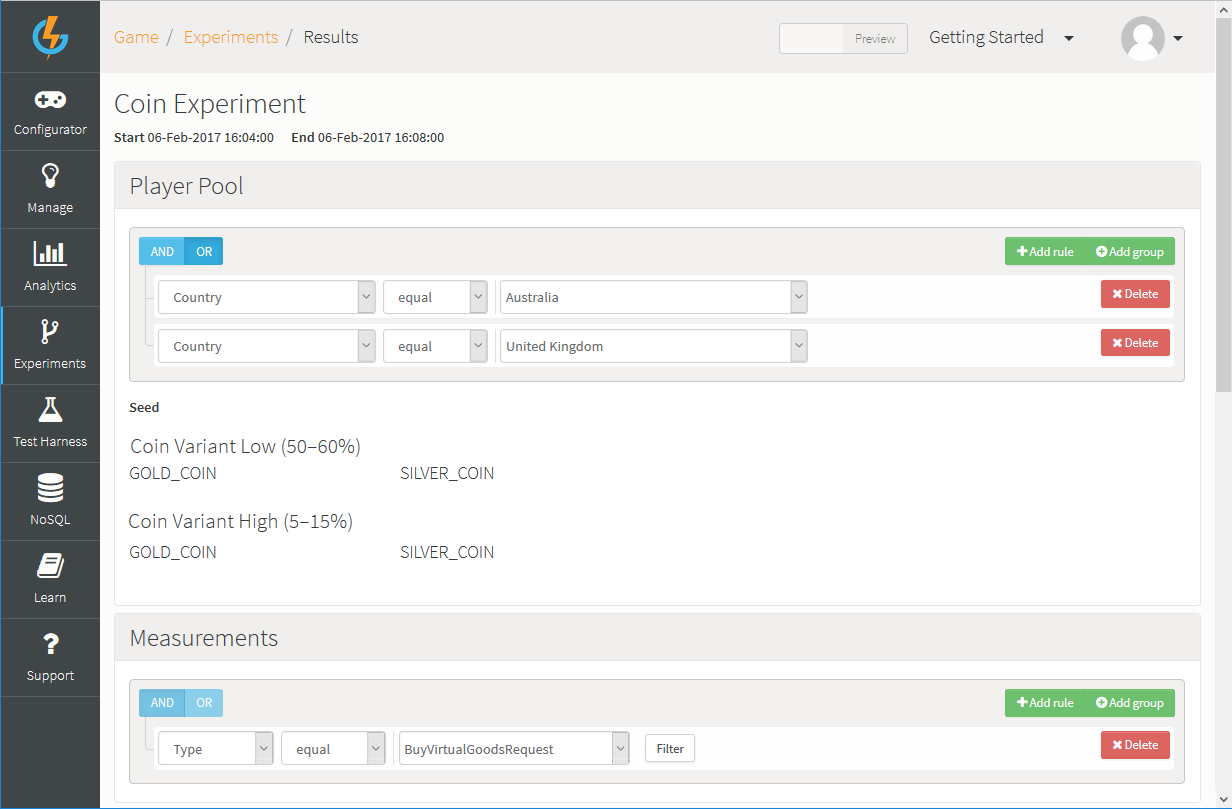 Game / Experiments / Results
Preview
Getting Started
Configurator
Manage
Analytics
Experiments
Test Harness
NoSQL
Learn
Support
Coin Experiment
Start 06-Feb-2017 16:04:00 End 06-Feb-2017 16:08:00
Player Pool
AND OR
Add rule Add group
Country equal Australia Delete
Country equal United Kingdom Delete
Seed
Coin Variant Low (50–60%)
GOLD_COIN SILVER_COIN
Coin Variant High (5–15%)
GOLD_COIN SILVER_COIN
Measurements
AND OR
Add rule Add group
Type equal BuyVirtualGoodsRequest Filter Delete